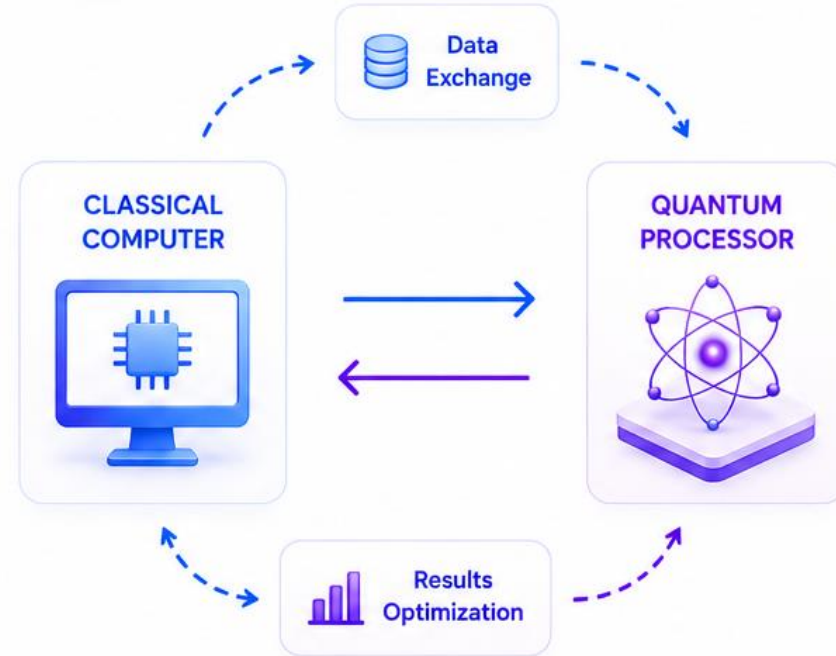 Data
Exchange
CLASSICAL
COMPUTER
QUANTUM
PROCESSOR
Results
Optimization